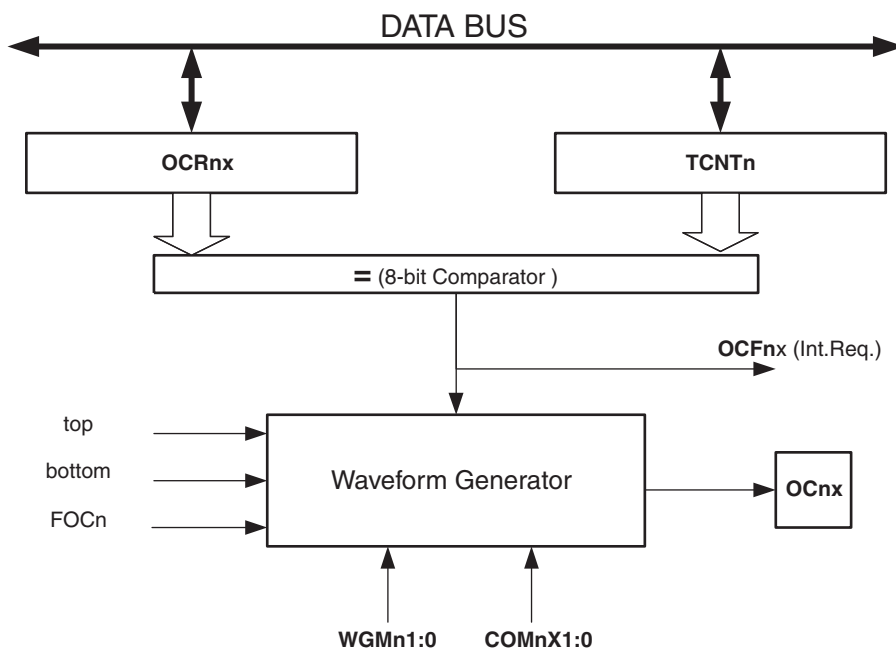 DATA BUS
OCRnx
TCNTn
= (8-bit Comparator )
OCFnx (Int.Req.)
top
bottom
FOCn
Waveform Generator
OCnx
WGMn1:0
COMnX1:0